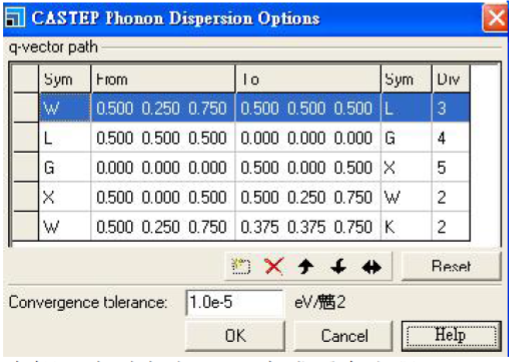 CASTEP Phonon Dispersion Options
q-vector path
Sym From To Sym Div
W 0.500 0.250 0.750 0.500 0.500 0.500 L 3
L 0.500 0.500 0.500 0.000 0.000 0.000 G 4
G 0.000 0.000 0.000 0.500 0.000 0.500 X 5
X 0.500 0.000 0.500 0.500 0.250 0.750 W 2
W 0.500 0.250 0.750 0.375 0.375 0.750 K 2
Reset
Convergence tolerance: 1.0e-5 eV/
OK Cancel Help